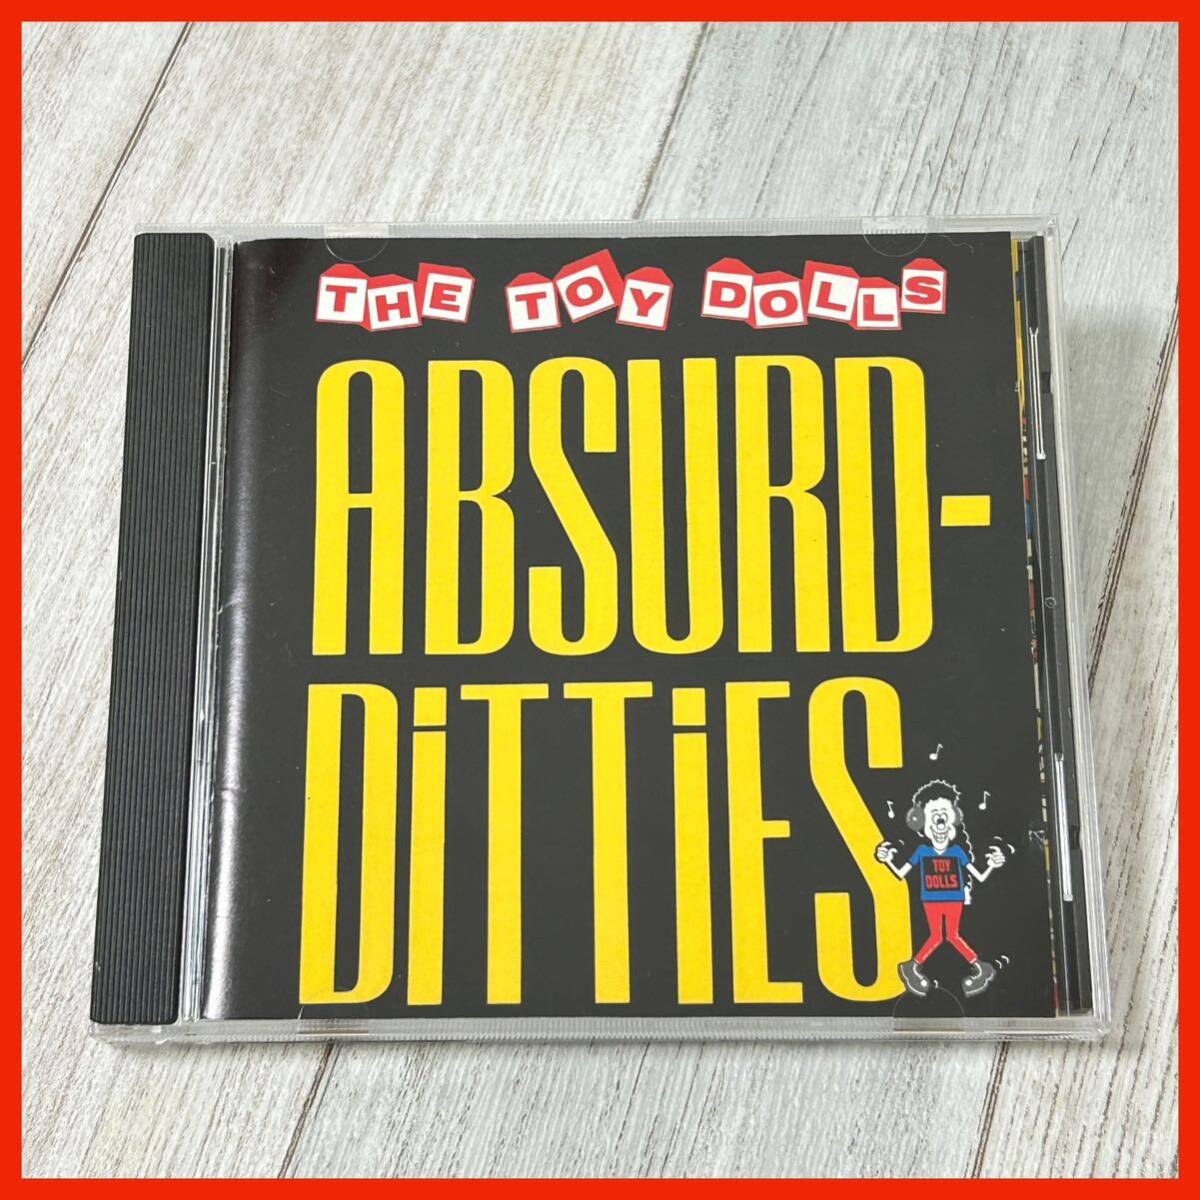 THE TOY DOLLS
ABSURD-
DiTTiES
TOY
DOLLS